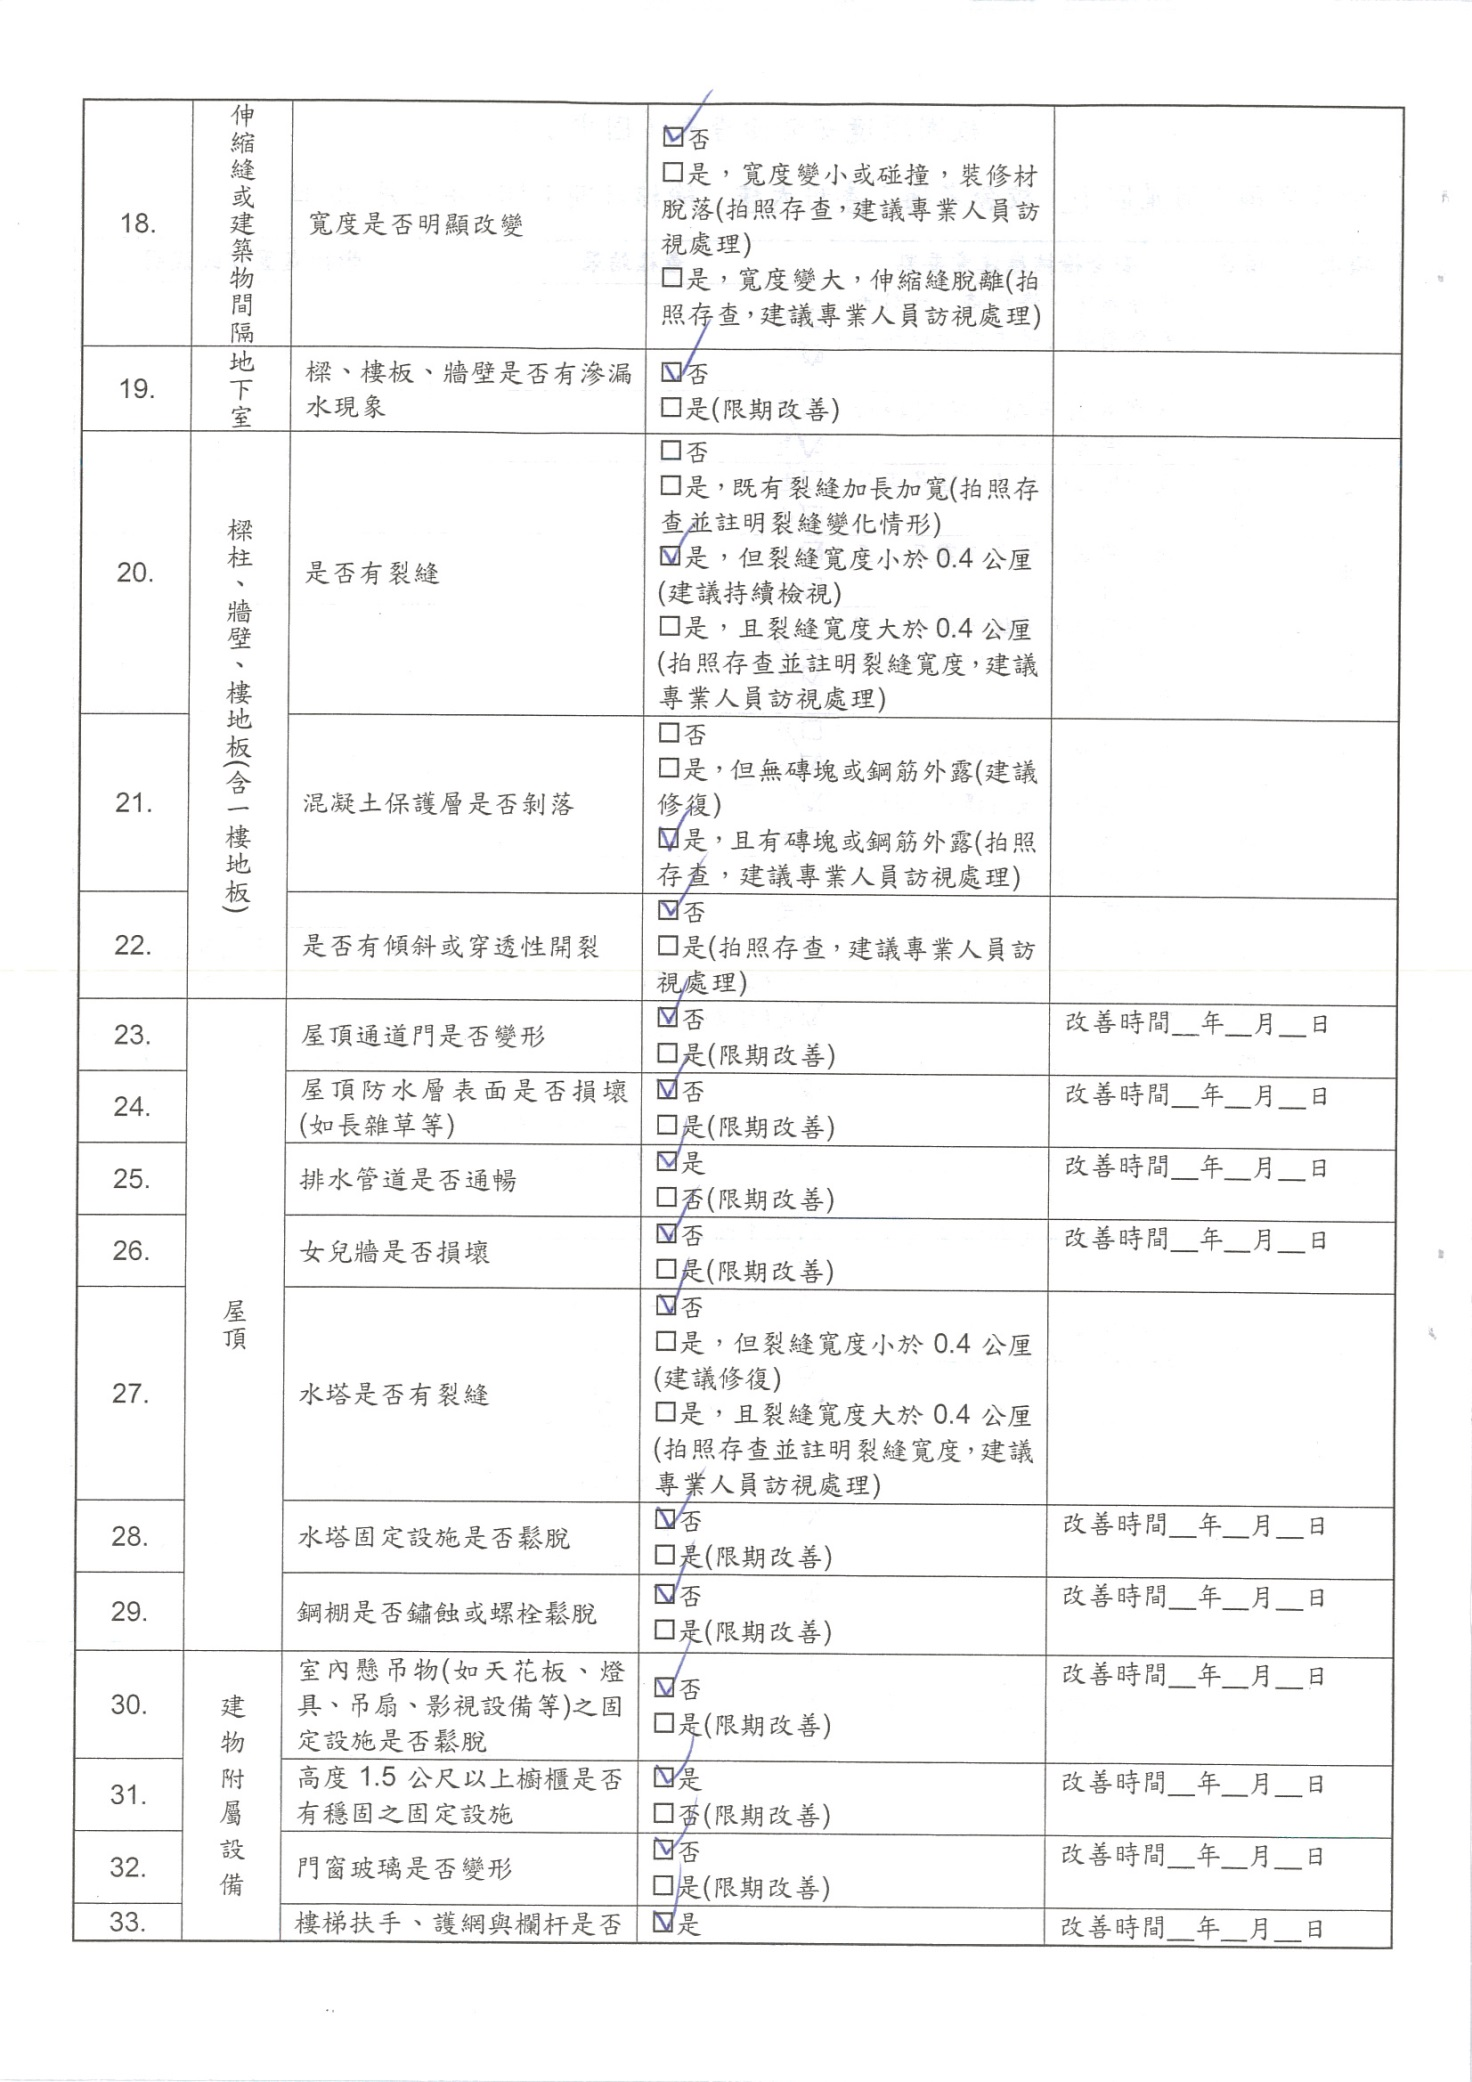 18.
伸縮縫或建築物間隔
寬度是否明顯改變
☑否
□是，寬度變小或碰撞，裝修材
脫落(拍照存查，建議專業人員訪
視處理)
□是，寬度變大，伸縮縫脫離(拍
照存查，建議專業人員訪視處理)
19.
地下室
樑、樓板、牆壁是否有滲漏
水現象
☑否
□是(限期改善)
樑柱、牆壁、樓地板(含一樓地板)
20.
是否有裂縫
□否
□是，既有裂縫加長加寬(拍照存
查並註明裂縫變化情形)
☑是，但裂縫寬度小於 0.4 公厘
(建議持續檢視)
□是，且裂縫寬度大於 0.4 公厘
(拍照存查並註明裂縫寬度，建議
專業人員訪視處理)
21.
混凝土保護層是否剝落
□否
□是，但無磚塊或鋼筋外露(建議
修復)
☑是，且有磚塊或鋼筋外露(拍照
存查，建議專業人員訪視處理)
22.
是否有傾斜或穿透性開裂
☑否
□是(拍照存查，建議專業人員訪
視處理)
屋頂
23.
屋頂通道門是否變形
☑否
□是(限期改善)
改善時間__年__月__日
24.
屋頂防水層表面是否損壞
(如長雜草等)
☑否
□是(限期改善)
改善時間__年__月__日
25.
排水管道是否通暢
☑是
□否(限期改善)
改善時間__年__月__日
26.
女兒牆是否損壞
☑否
□是(限期改善)
改善時間__年__月__日
27.
水塔是否有裂縫
☑否
□是，但裂縫寬度小於 0.4 公厘
(建議修復)
□是，且裂縫寬度大於 0.4 公厘
(拍照存查並註明裂縫寬度，建議
專業人員訪視處理)
28.
水塔固定設施是否鬆脫
☑否
□是(限期改善)
改善時間__年__月__日
29.
鋼棚是否鏽蝕或螺栓鬆脫
☑否
□是(限期改善)
改善時間__年__月__日
建物附屬設備
30.
室內懸吊物(如天花板、燈
具、吊扇、影視設備等)之固
定設施是否鬆脫
☑否
□是(限期改善)
改善時間__年__月__日
31.
高度 1.5 公尺以上櫥櫃是否
有穩固之固定設施
☑是
□否(限期改善)
改善時間__年__月__日
32.
門窗玻璃是否變形
☑否
□是(限期改善)
改善時間__年__月__日
33.
樓梯扶手、護網與欄杆是否
☑是
改善時間__年__月__日